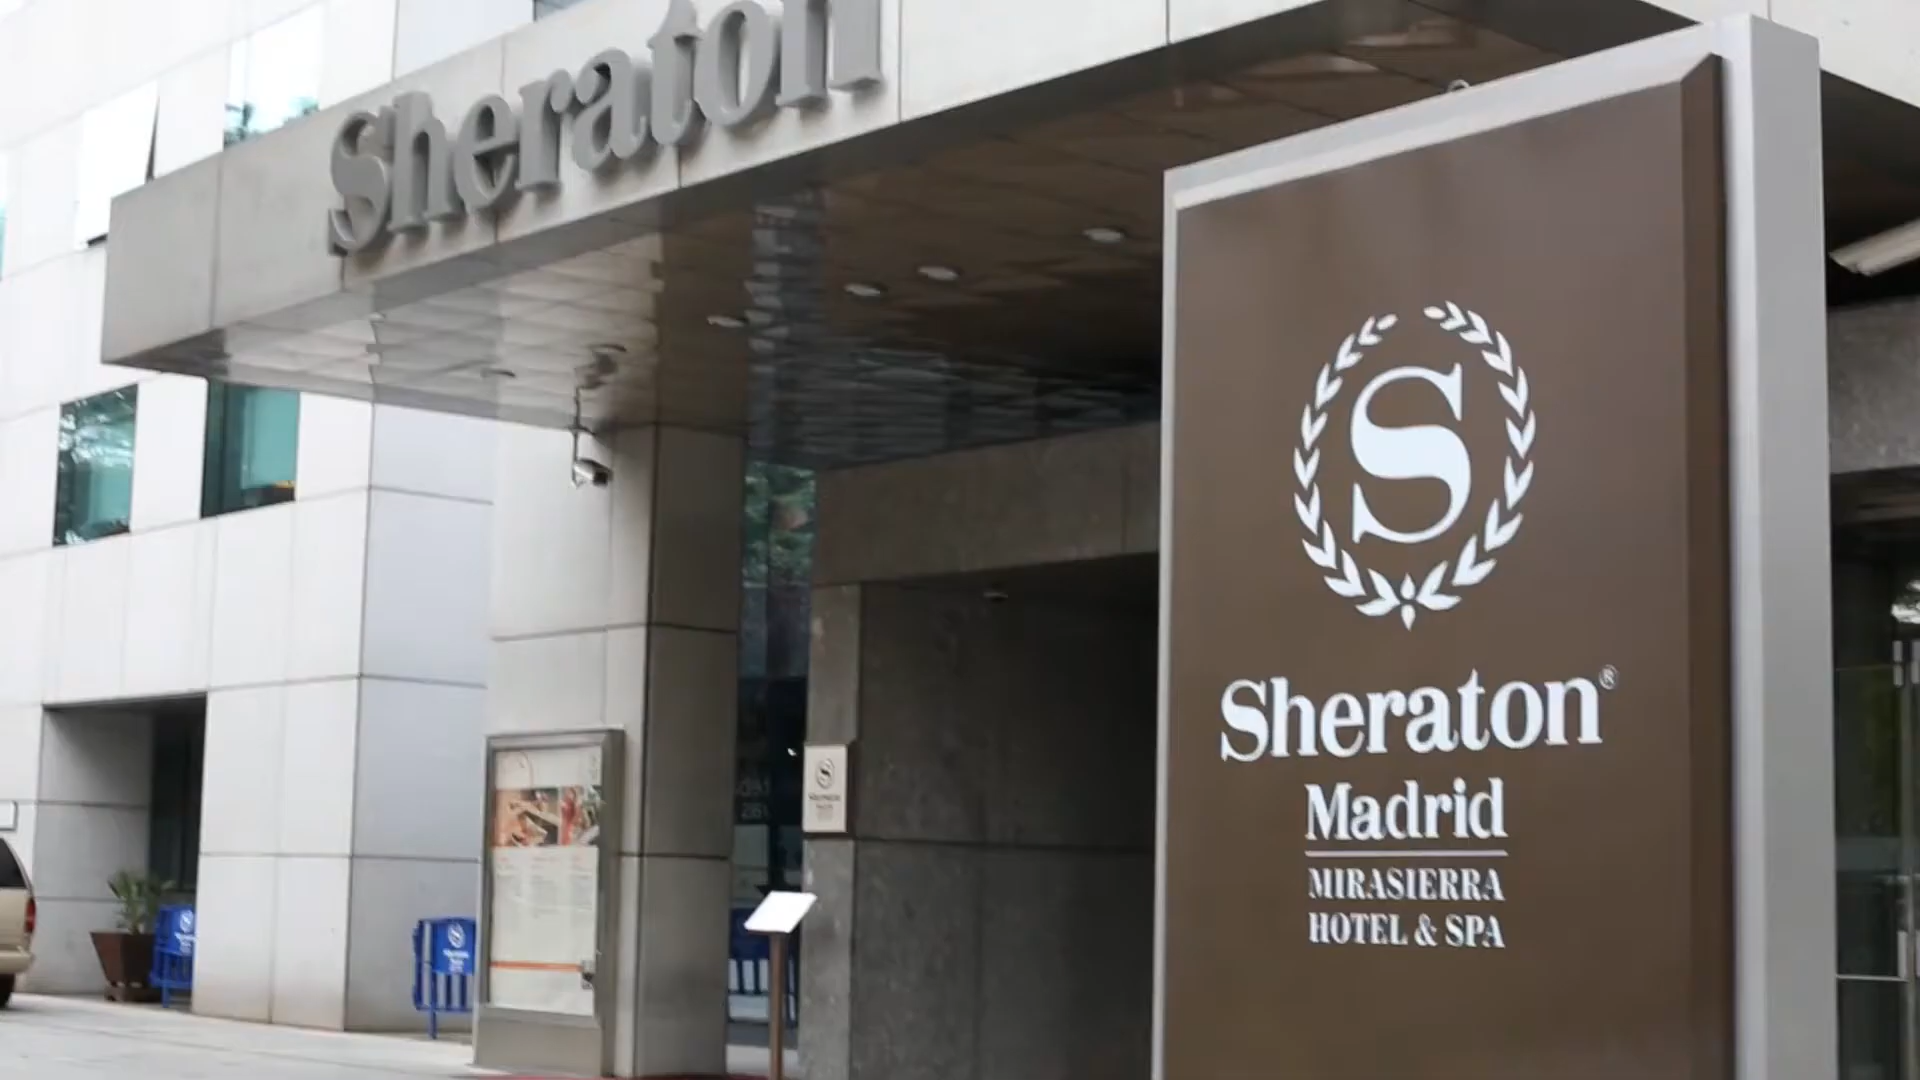 Sheraton
S
Sheraton®
Madrid
MIRASIERRA
HOTEL & SPA